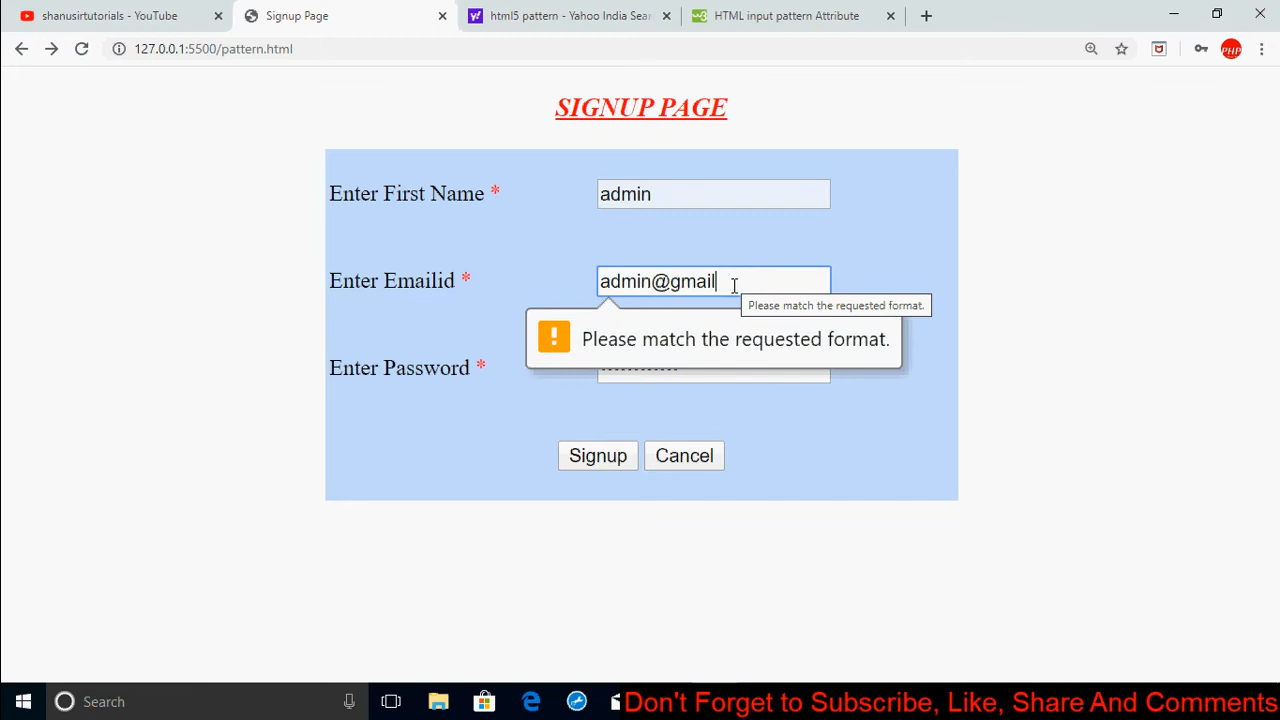 shanusirtutorials - YouTube
Signup Page
html5 pattern - Yahoo India Sear
HTML input pattern Attribute
127.0.0.1:5500/pattern.html
PHP
SIGNUP PAGE
Enter First Name *
admin
Enter Emailid *
admin@gmail
Please match the requested format.
Please match the requested format.
Enter Password *
Signup
Cancel
Search
Don't Forget to Subscribe, Like, Share And Comments